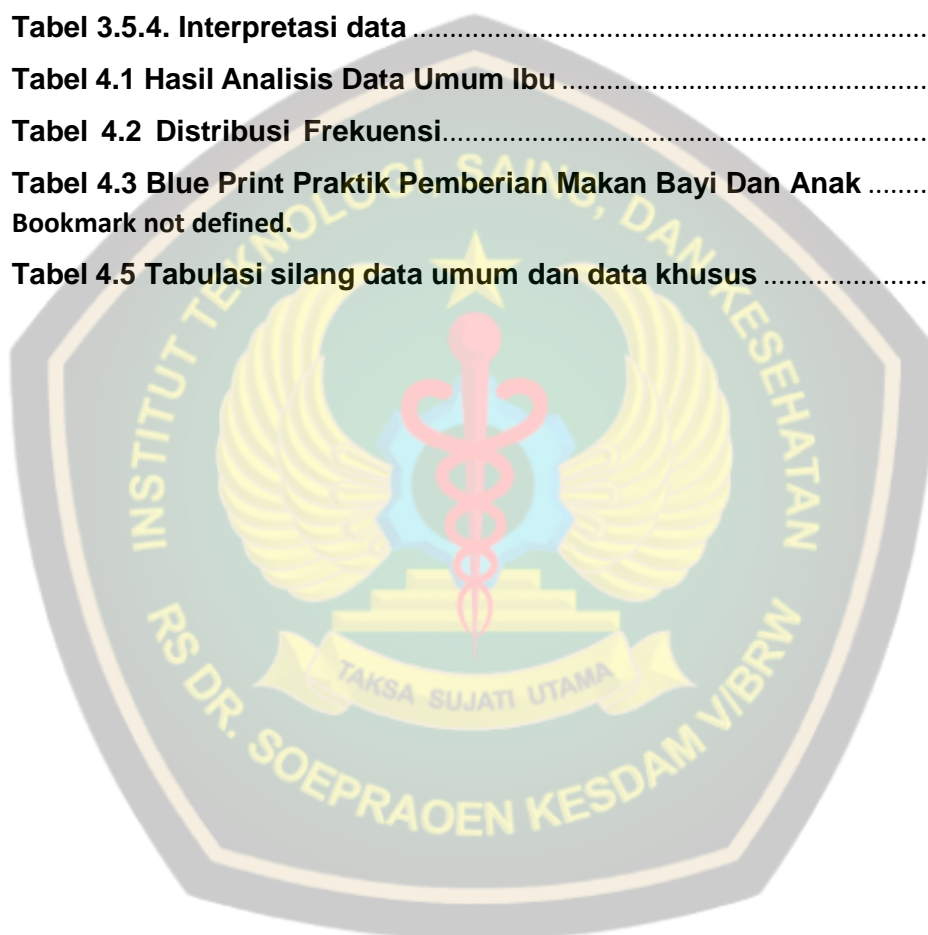 Tabel 3.5.4. Interpretasi data ................................................................
Tabel 4.1 Hasil Analisis Data Umum Ibu .............................................
Tabel 4.2 Distribusi Frekuensi............................................................
Tabel 4.3 Blue Print Praktik Pemberian Makan Bayi Dan Anak ........
Bookmark not defined.
Tabel 4.5 Tabulasi silang data umum dan data khusus .....................
INSTITUT TEKNOLOGI, SAINS, DAN KESEHATAN
TAKSA SUJATI UTAMA
RS DR. SOEPRAOEN KESDAM V/BRW